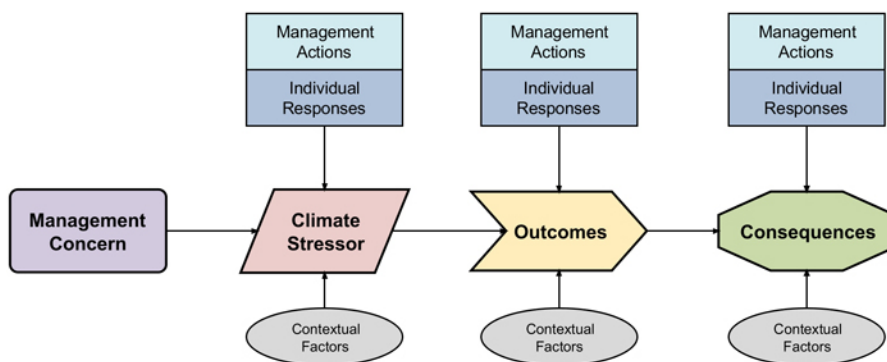 Management
Actions
Individual
Responses
Management
Actions
Individual
Responses
Management
Actions
Individual
Responses
Management
Concern
Climate
Stressor
Outcomes
Consequences
Contextual
Factors
Contextual
Factors
Contextual
Factors